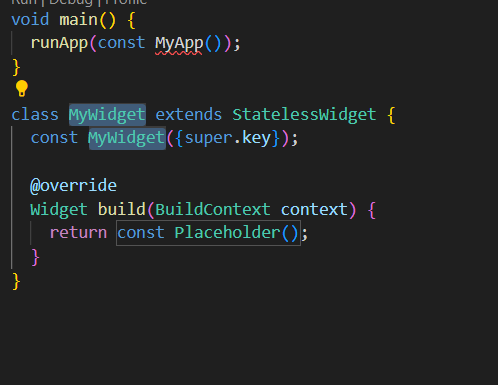 Run | Debug | Profile
void main() {
  runApp(const MyApp());
}
class MyWidget extends StatelessWidget {
  const MyWidget({super.key});
  @override
  Widget build(BuildContext context) {
    return const Placeholder();
  }
}